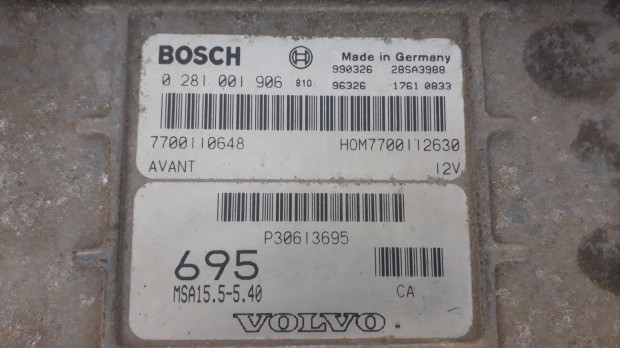 BOSCH Made in Germany
990326 28SA3988
0 281 001 906 810 96326 1761 0833
7700110648 HOM7700112630
AVANT 12V
P30613695
695
MSA15.5-5.40 CA
VOLVO